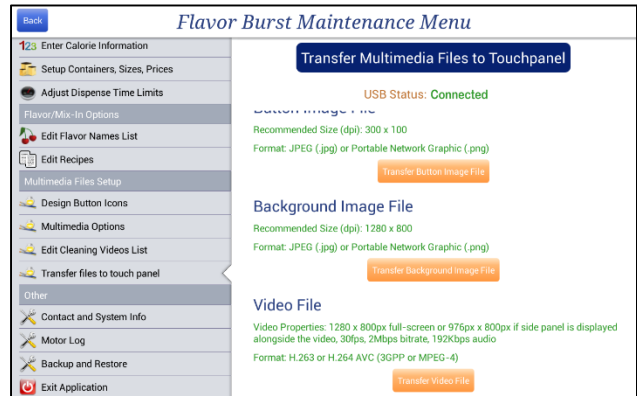 Back
Flavor Burst Maintenance Menu
123 Enter Calorie Information
Setup Containers, Sizes, Prices
Adjust Dispense Time Limits
Flavor/Mix-In Options
Edit Flavor Names List
Edit Recipes
Multimedia Files Setup
Design Button Icons
Multimedia Options
Edit Cleaning Videos List
Transfer files to touch panel
Other
Contact and System Info
Motor Log
Backup and Restore
Exit Application
Transfer Multimedia Files to Touchpanel
USB Status: Connected
Button Image File
Recommended Size (dpi): 300 x 100
Format: JPEG (.jpg) or Portable Network Graphic (.png)
Transfer Button Image File
Background Image File
Recommended Size (dpi): 1280 x 800
Format: JPEG (.jpg) or Portable Network Graphic (.png)
Transfer Background Image File
Video File
Video Properties: 1280 x 800px full-screen or 976px x 800px if side panel is displayed
alongside the video, 30fps, 2Mbps bitrate, 192Kbps audio
Format: H.263 or H.264 AVC (3GPP or MPEG-4)
Transfer Video File